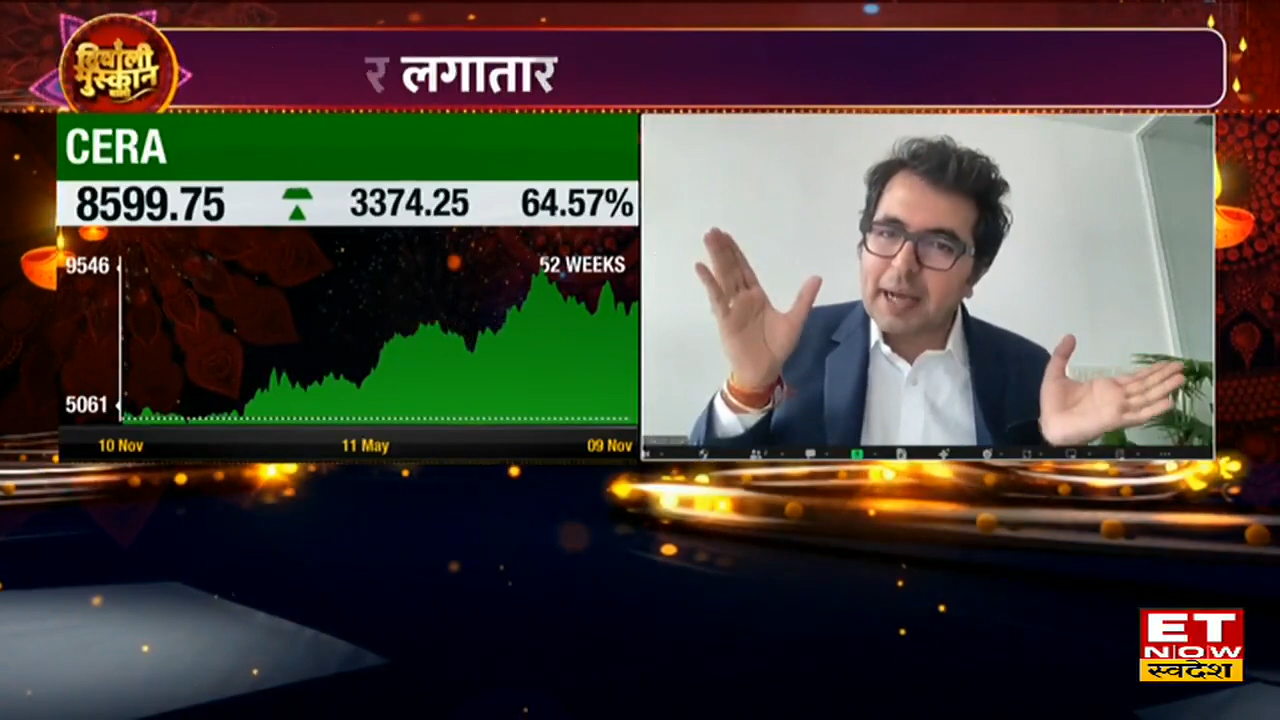 दिवाली
मुस्कान
र लगातार
CERA
8599.75 3374.25 64.57%
9546
52 WEEKS
5061
10 Nov 11 May 09 Nov
ET
NOW
स्वदेश